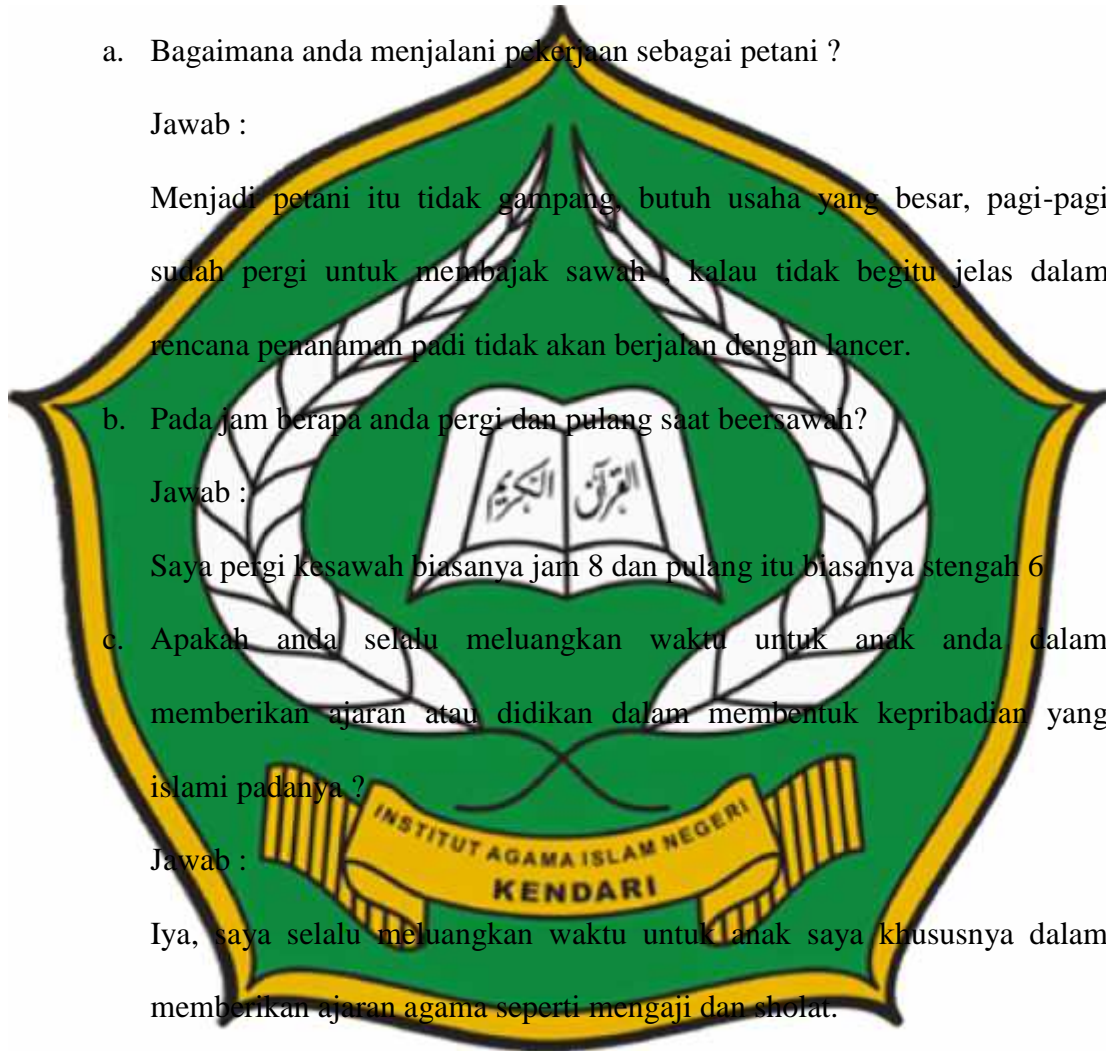 a. Bagaimana anda menjalani pekerjaan sebagai petani ?
Jawab :
Menjadi petani itu tidak gampang, butuh usaha yang besar, pagi-pagi
sudah pergi untuk membajak sawah , kalau tidak begitu jelas dalam
rencana penanaman padi tidak akan berjalan dengan lancer.
b. Pada jam berapa anda pergi dan pulang saat beersawah?
Jawab :
القرآن الكريم
Saya pergi kesawah biasanya jam 8 dan pulang itu biasanya stengah 6
c. Apakah anda selalu meluangkan waktu untuk anak anda dalam
memberikan ajaran atau didikan dalam membentuk kepribadian yang
islami padanya ?
INSTITUT AGAMA ISLAM NEGERI
Jawab :
KENDARI
Iya, saya selalu meluangkan waktu untuk anak saya khususnya dalam
memberikan ajaran agama seperti mengaji dan sholat.